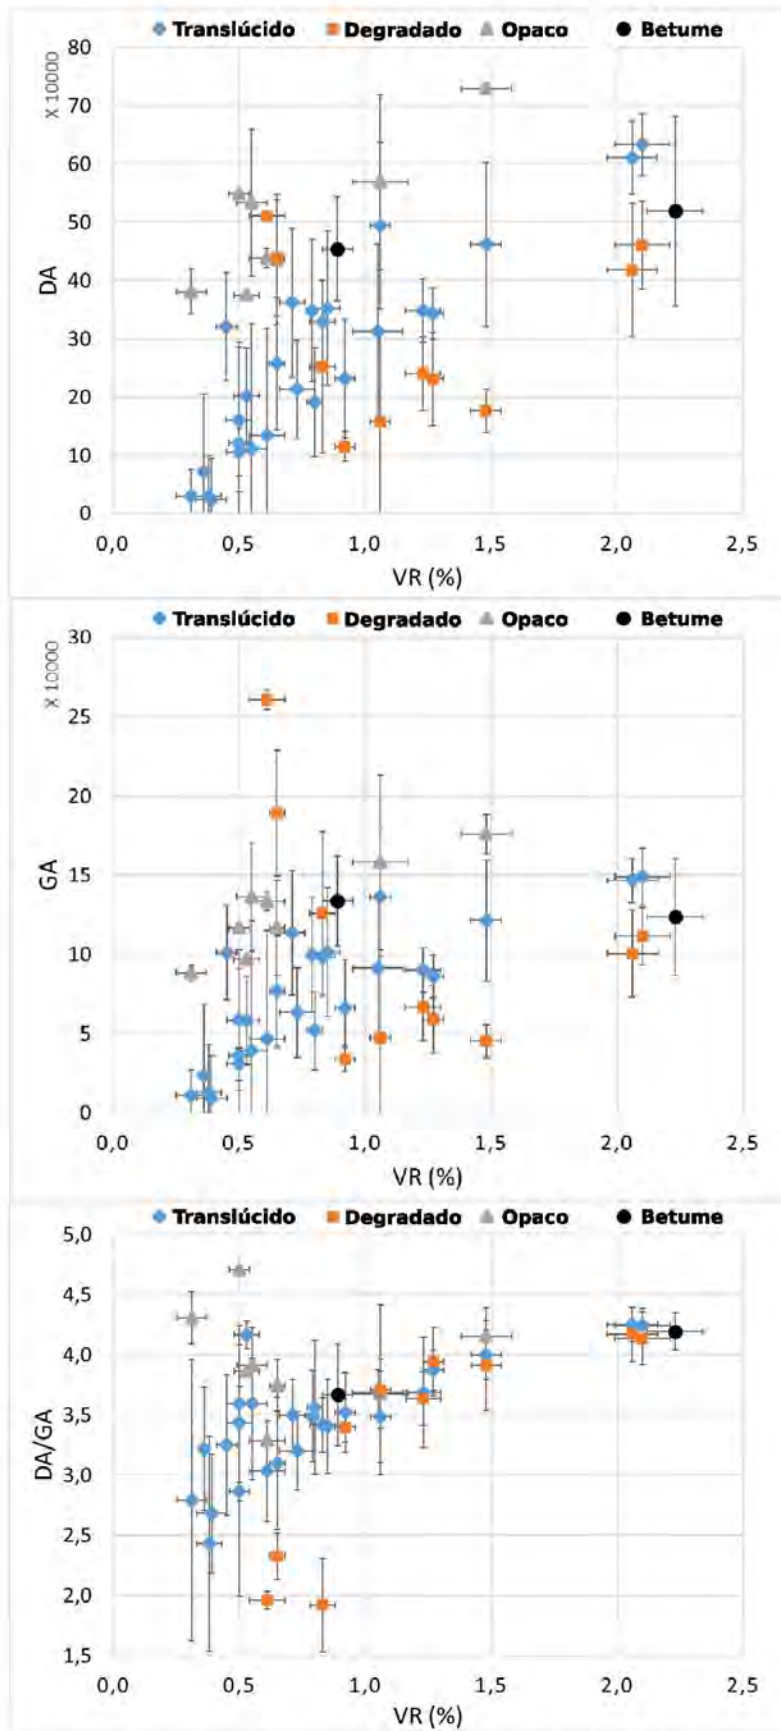 Translúcido Degradado Opaco Betume
X 10000
80
70
60
50
40
30
20
10
0
DA
0,0 0,5 1,0 1,5 2,0 2,5
VR (%)
Translúcido Degradado Opaco Betume
X 10000
30
25
20
15
10
5
0
GA
0,0 0,5 1,0 1,5 2,0 2,5
VR (%)
Translúcido Degradado Opaco Betume
5,0
4,5
4,0
3,5
3,0
2,5
2,0
1,5
DA/GA
0,0 0,5 1,0 1,5 2,0 2,5
VR (%)